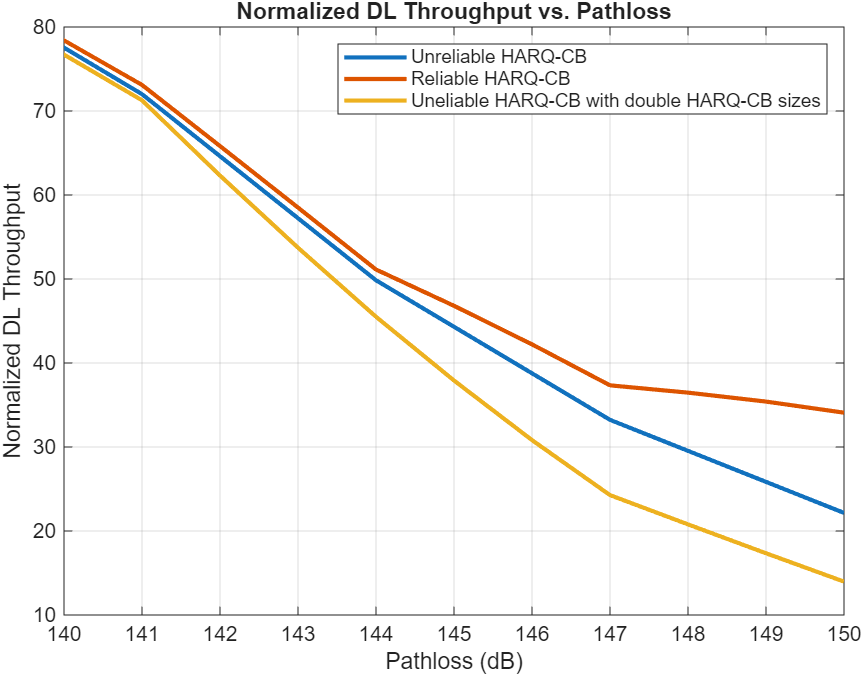 Normalized DL Throughput vs. Pathloss
Unreliable HARQ-CB
Reliable HARQ-CB
Uneliable HARQ-CB with double HARQ-CB sizes
Normalized DL Throughput
80
70
60
50
40
30
20
10
140 141 142 143 144 145 146 147 148 149 150
Pathloss (dB)